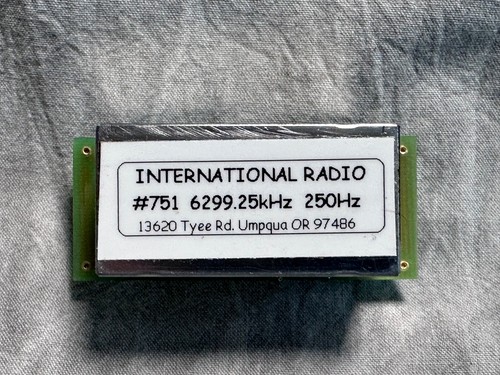 INTERNATIONAL RADIO
#751 6299.25kHz 250Hz
13620 Tyee Rd. Umpqua OR 97486